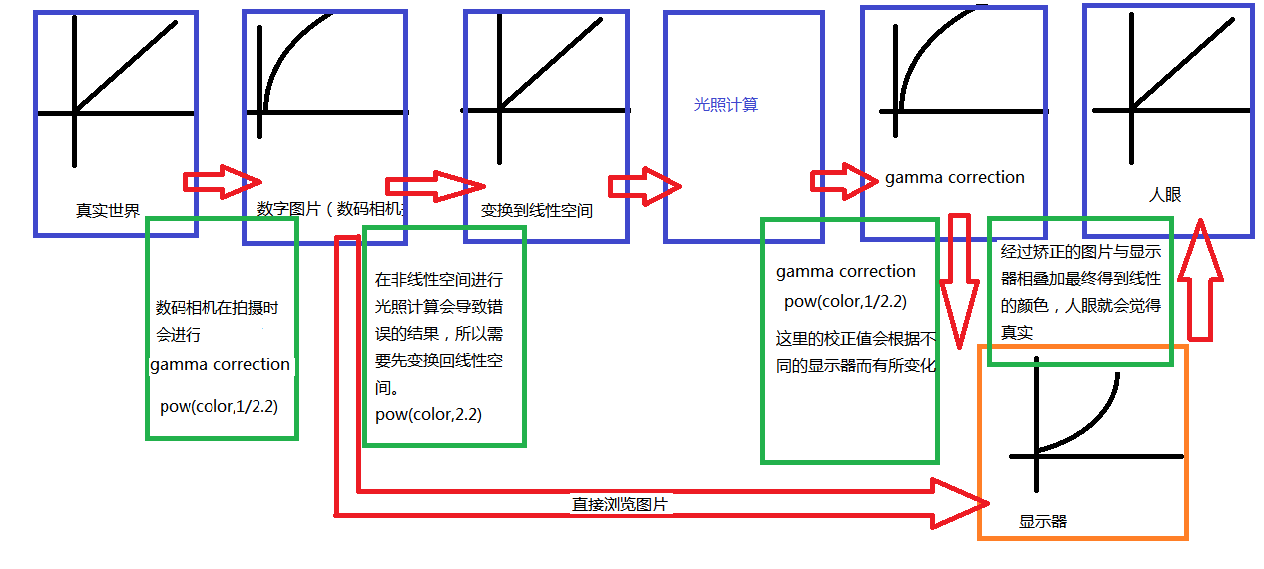 真实世界
数字图片（数码相机
变换到线性空间
光照计算
gamma correction
人眼
数码相机在拍摄时
会进行
gamma correction
pow(color,1/2.2)
在非线性空间进行
光照计算会导致错
误的结果，所以需
要先变换回线性空
间。
pow(color,2.2)
gamma correction
pow(color,1/2.2)
这里的校正值会根据不
同的显示器而有所变化
经过矫正的图片与显示
器相叠加最终得到线性
的颜色，人眼就会觉得
真实
直接浏览图片
显示器